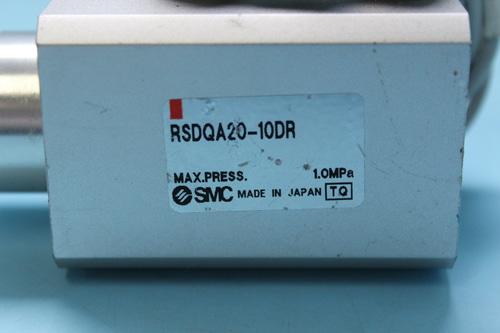 RSDQA20-10DR
MAX.PRESS. 1.0MPa
SMC MADE IN JAPAN TQ